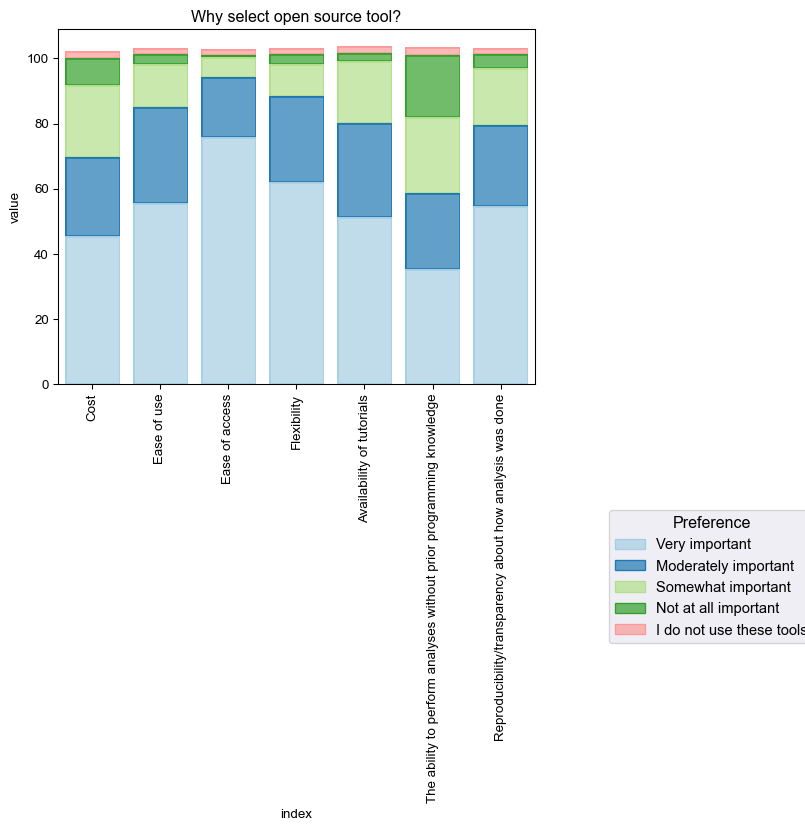 Why select open source tool?
100
80
60
40
20
0
value
Cost
Ease of use
Ease of access
Flexibility
Availability of tutorials
The ability to perform analyses without prior programming knowledge
Reproducibility/transparency about how analysis was done
index
Preference
Very important
Moderately important
Somewhat important
Not at all important
I do not use these tools